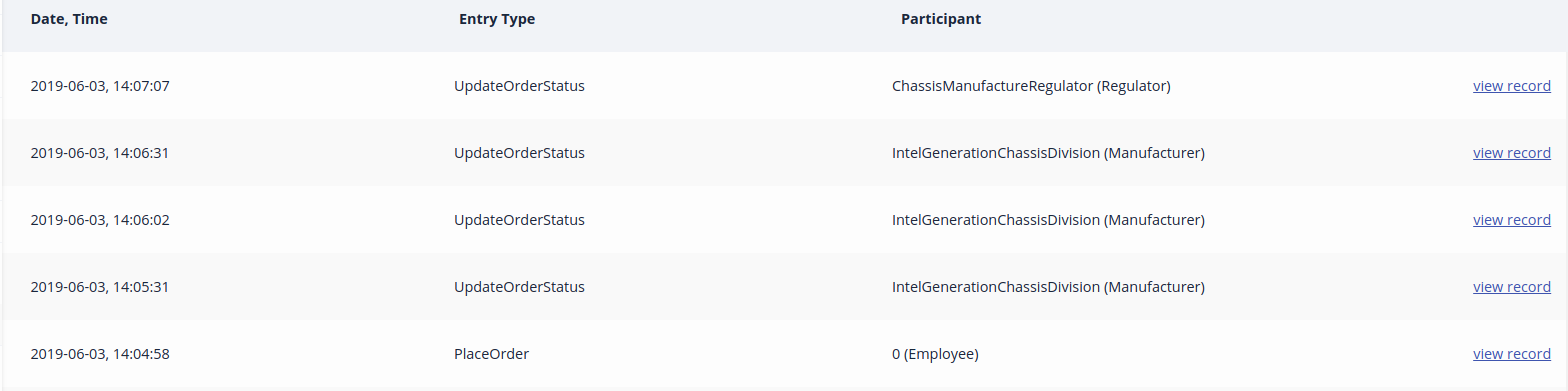 Date, Time Entry Type Participant
2019-06-03, 14:07:07 UpdateOrderStatus ChassisManufactureRegulator (Regulator) view record
2019-06-03, 14:06:31 UpdateOrderStatus IntelGenerationChassisDivision (Manufacturer) view record
2019-06-03, 14:06:02 UpdateOrderStatus IntelGenerationChassisDivision (Manufacturer) view record
2019-06-03, 14:05:31 UpdateOrderStatus IntelGenerationChassisDivision (Manufacturer) view record
2019-06-03, 14:04:58 PlaceOrder 0 (Employee) view record